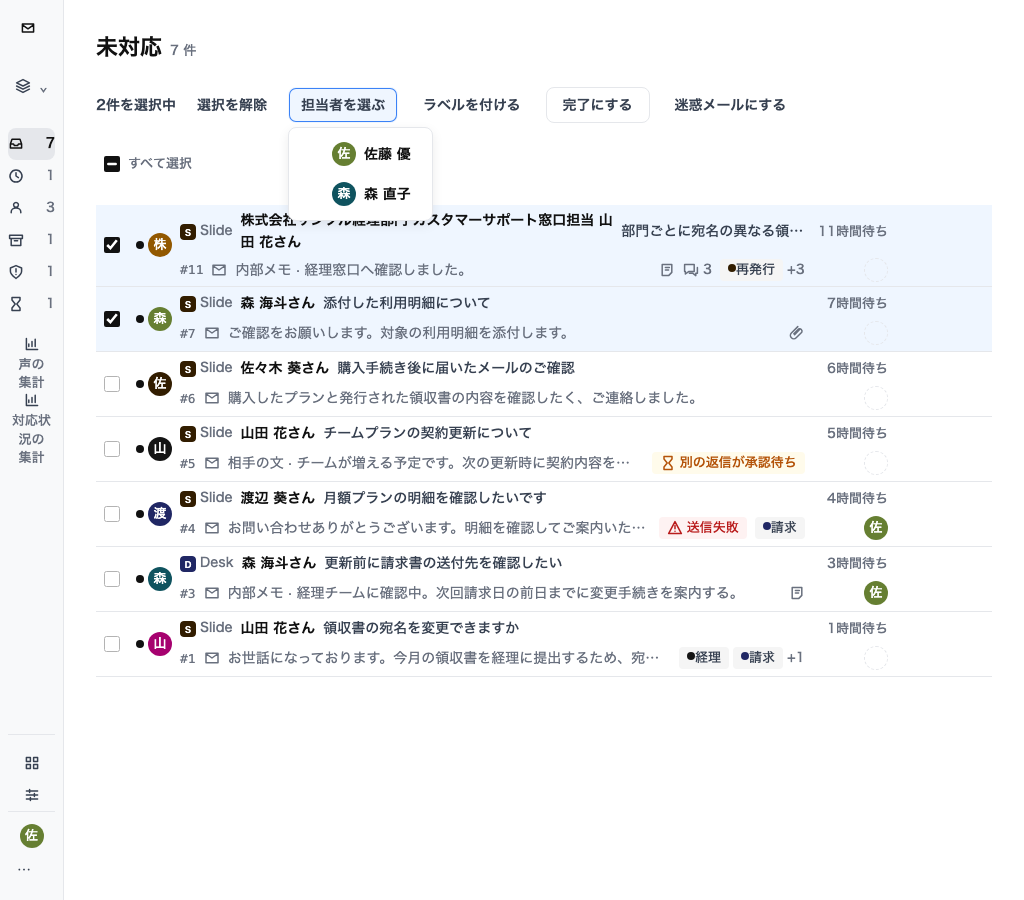 未対応 7 件
2件を選択中 選択を解除 担当者を選ぶ ラベルを付ける 完了にする 迷惑メールにする
佐 佐藤 優
森 森 直子
すべて選択
7
1
3
1
1
1
声の
集計
対応状
況の
集計
佐
…
株 S Slide 株式会社サンプル経理部門カスタマーサポート窓口担当 山
田 花さん 部門ごとに宛名の異なる領… 11時間待ち
#11 内部メモ · 経理窓口へ確認しました。 3 再発行 +3
森 S Slide 森 海斗さん 添付した利用明細について 7時間待ち
#7 ご確認をお願いします。対象の利用明細を添付します。
佐 S Slide 佐々木 葵さん 購入手続き後に届いたメールのご確認 6時間待ち
#6 購入したプランと発行された領収書の内容を確認したく、ご連絡しました。
山 S Slide 山田 花さん チームプランの契約更新について 5時間待ち
#5 相手の文 · チームが増える予定です。次の更新時に契約内容を… 別の返信が承認待ち
渡 S Slide 渡辺 葵さん 月額プランの明細を確認したいです 4時間待ち
#4 お問い合わせありがとうございます。明細を確認してご案内いた… 送信失敗 請求 佐
森 D Desk 森 海斗さん 更新前に請求書の送付先を確認したい 3時間待ち
#3 内部メモ · 経理チームに確認中。次回請求日の前日までに変更手続きを案内する。 佐
山 S Slide 山田 花さん 領収書の宛名を変更できますか 1時間待ち
#1 お世話になっております。今月の領収書を経理に提出するため、宛… 経理 請求 +1